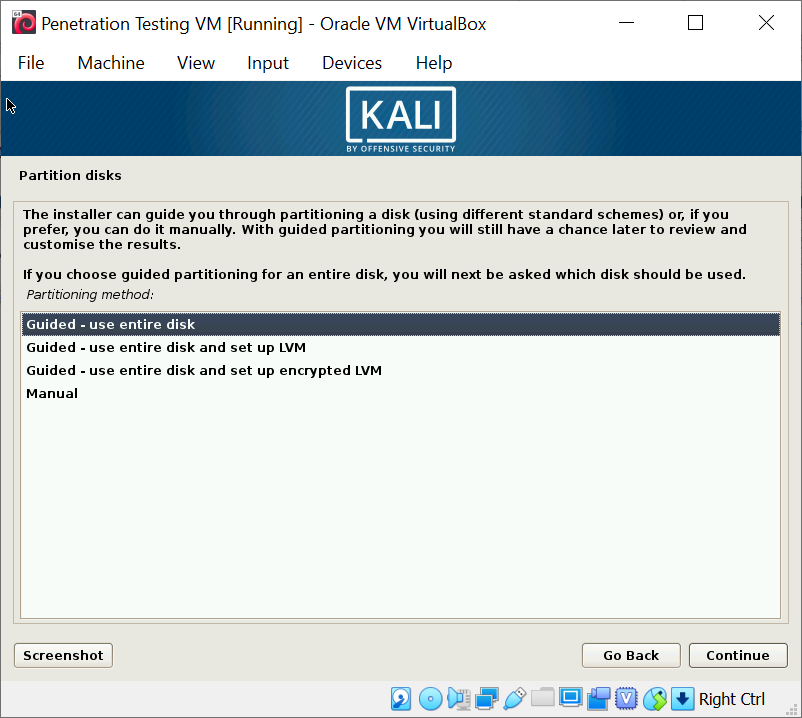 Penetration Testing VM [Running] - Oracle VM VirtualBox
File Machine View Input Devices Help
KALI
BY OFFENSIVE SECURITY
Partition disks
The installer can guide you through partitioning a disk (using different standard schemes) or, if you
prefer, you can do it manually. With guided partitioning you will still have a chance later to review and
customise the results.
If you choose guided partitioning for an entire disk, you will next be asked which disk should be used.
Partitioning method:
Guided - use entire disk
Guided - use entire disk and set up LVM
Guided - use entire disk and set up encrypted LVM
Manual
Screenshot Go Back Continue
Right Ctrl